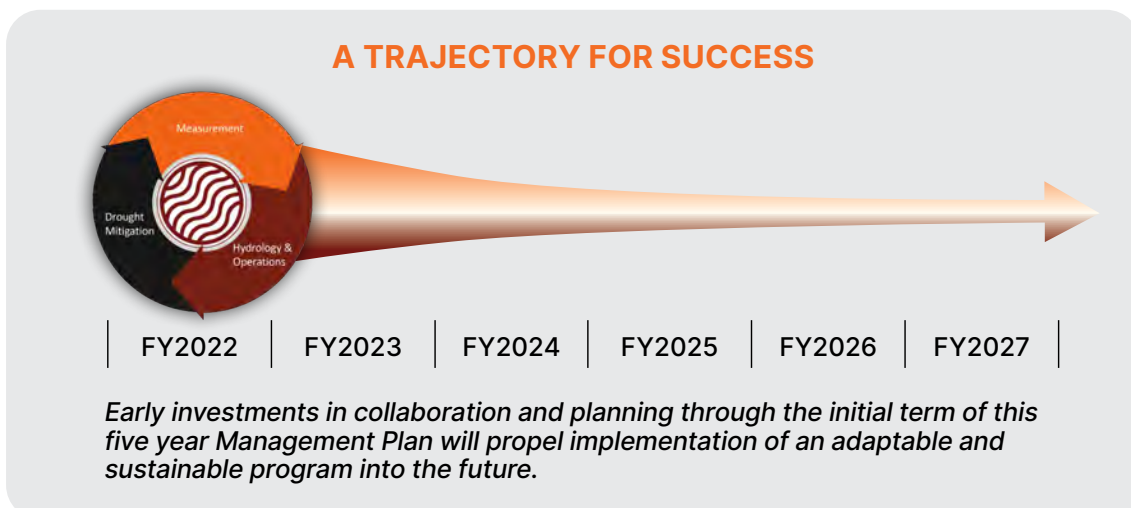 A TRAJECTORY FOR SUCCESS
Measurement
Drought
Mitigation
Hydrology &
Operations
FY2022 FY2023 FY2024 FY2025 FY2026 FY2027
Early investments in collaboration and planning through the initial term of this
five year Management Plan will propel implementation of an adaptable and
sustainable program into the future.